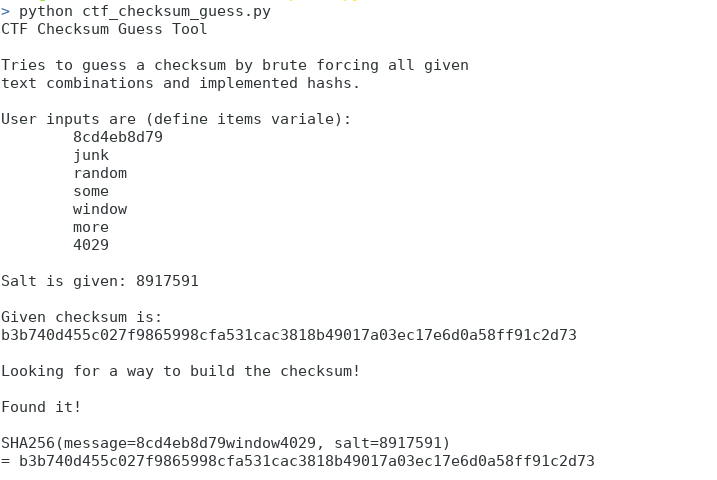 > python ctf_checksum_guess.py
CTF Checksum Guess Tool
Tries to guess a checksum by brute forcing all given
text combinations and implemented hashs.
User inputs are (define items variale):
8cd4eb8d79
junk
random
some
window
more
4029
Salt is given: 8917591
Given checksum is:
b3b740d455c027f9865998cfa531cac3818b49017a03ec17e6d0a58ff91c2d73
Looking for a way to build the checksum!
Found it!
SHA256(message=8cd4eb8d79window4029, salt=8917591)
= b3b740d455c027f9865998cfa531cac3818b49017a03ec17e6d0a58ff91c2d73